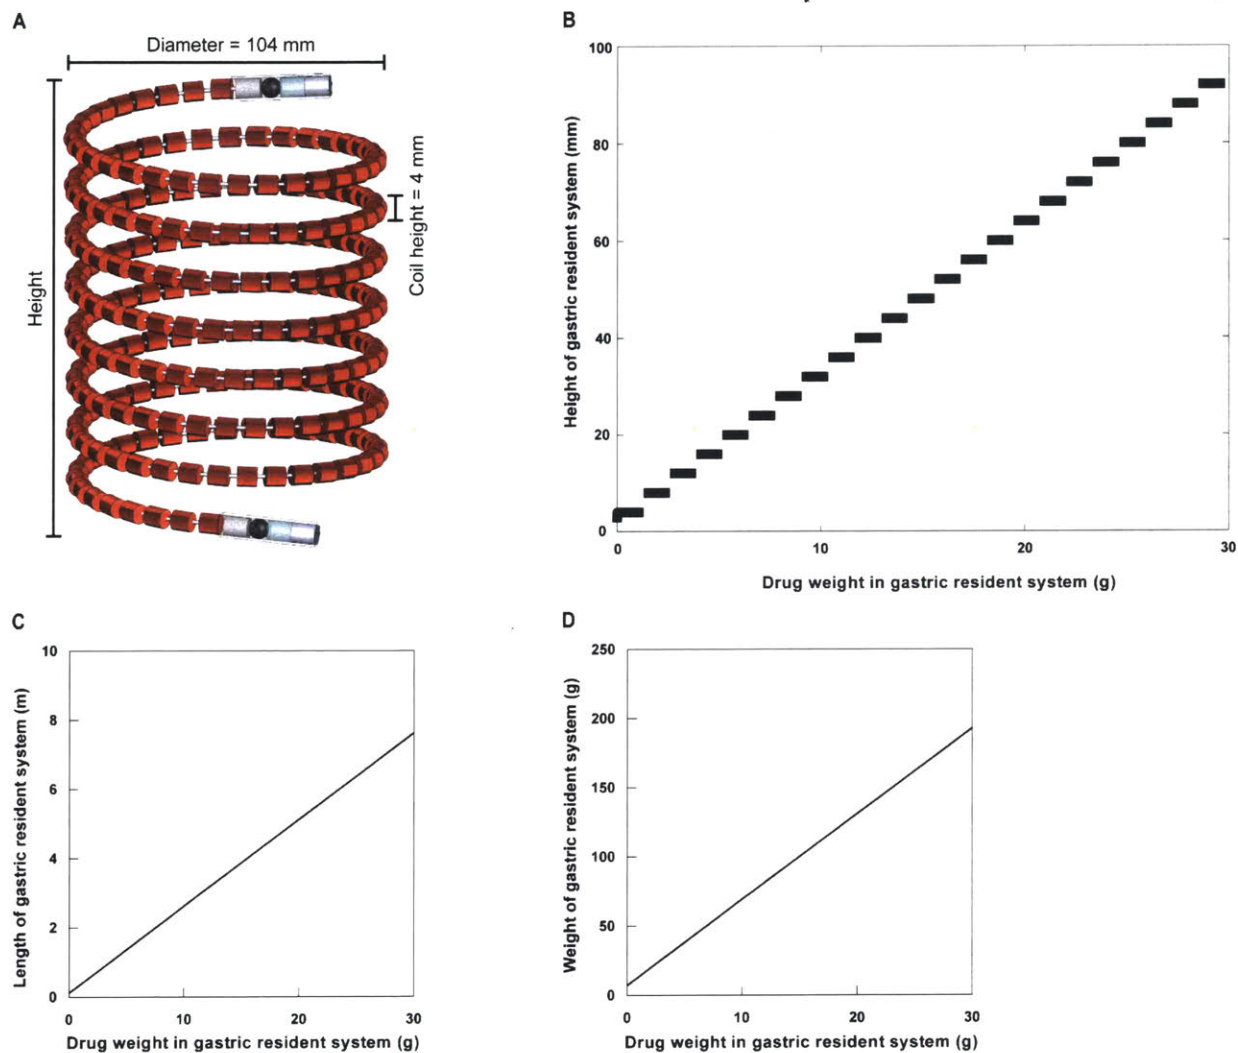 A
Diameter = 104 mm
Height
Coil height = 4 mm
B
Height of gastric resident system (mm)
100
80
60
40
20
0
0 10 20 30
Drug weight in gastric resident system (g)
C
Length of gastric resident system (m)
10
8
6
4
2
0
0 10 20 30
Drug weight in gastric resident system (g)
D
Weight of gastric resident system (g)
250
200
150
100
50
0
0 10 20 30
Drug weight in gastric resident system (g)